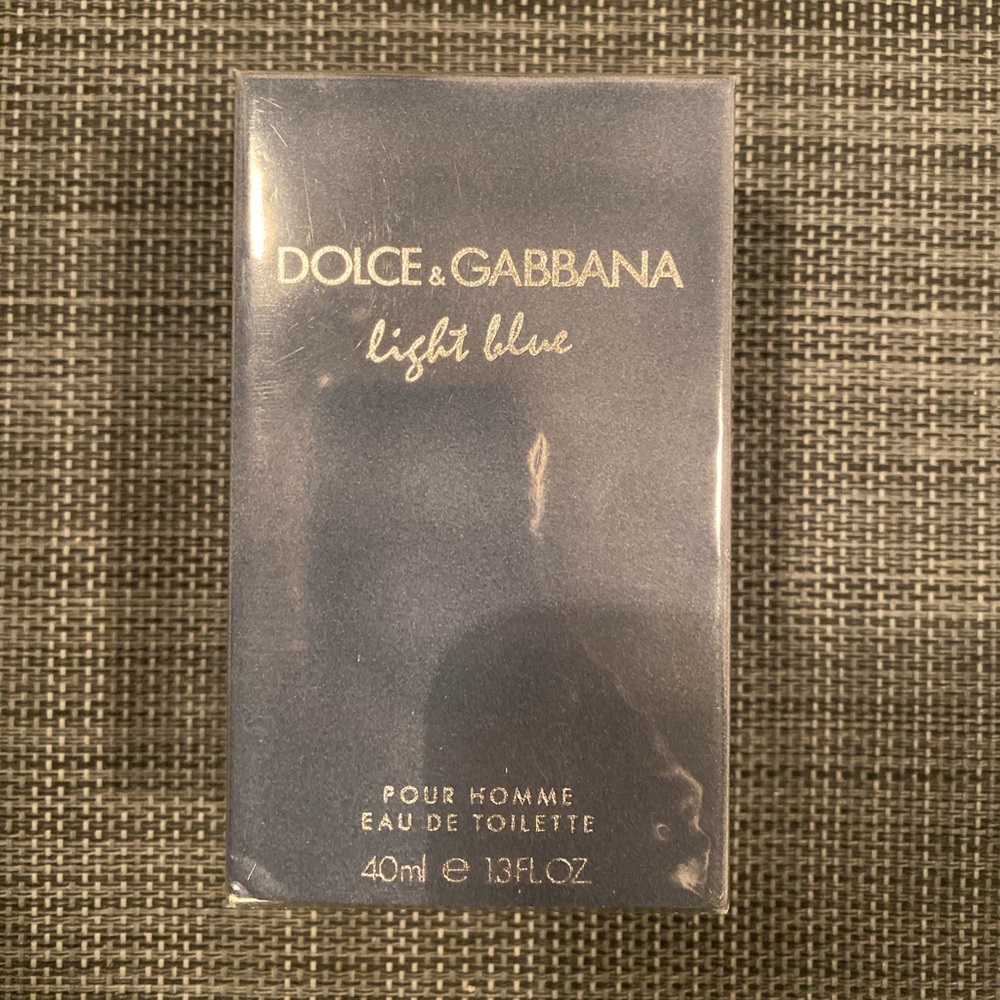 DOLCE & GABBANA
light blue
POUR HOMME
EAU DE TOILETTE
40ml e 1.3FL.OZ.